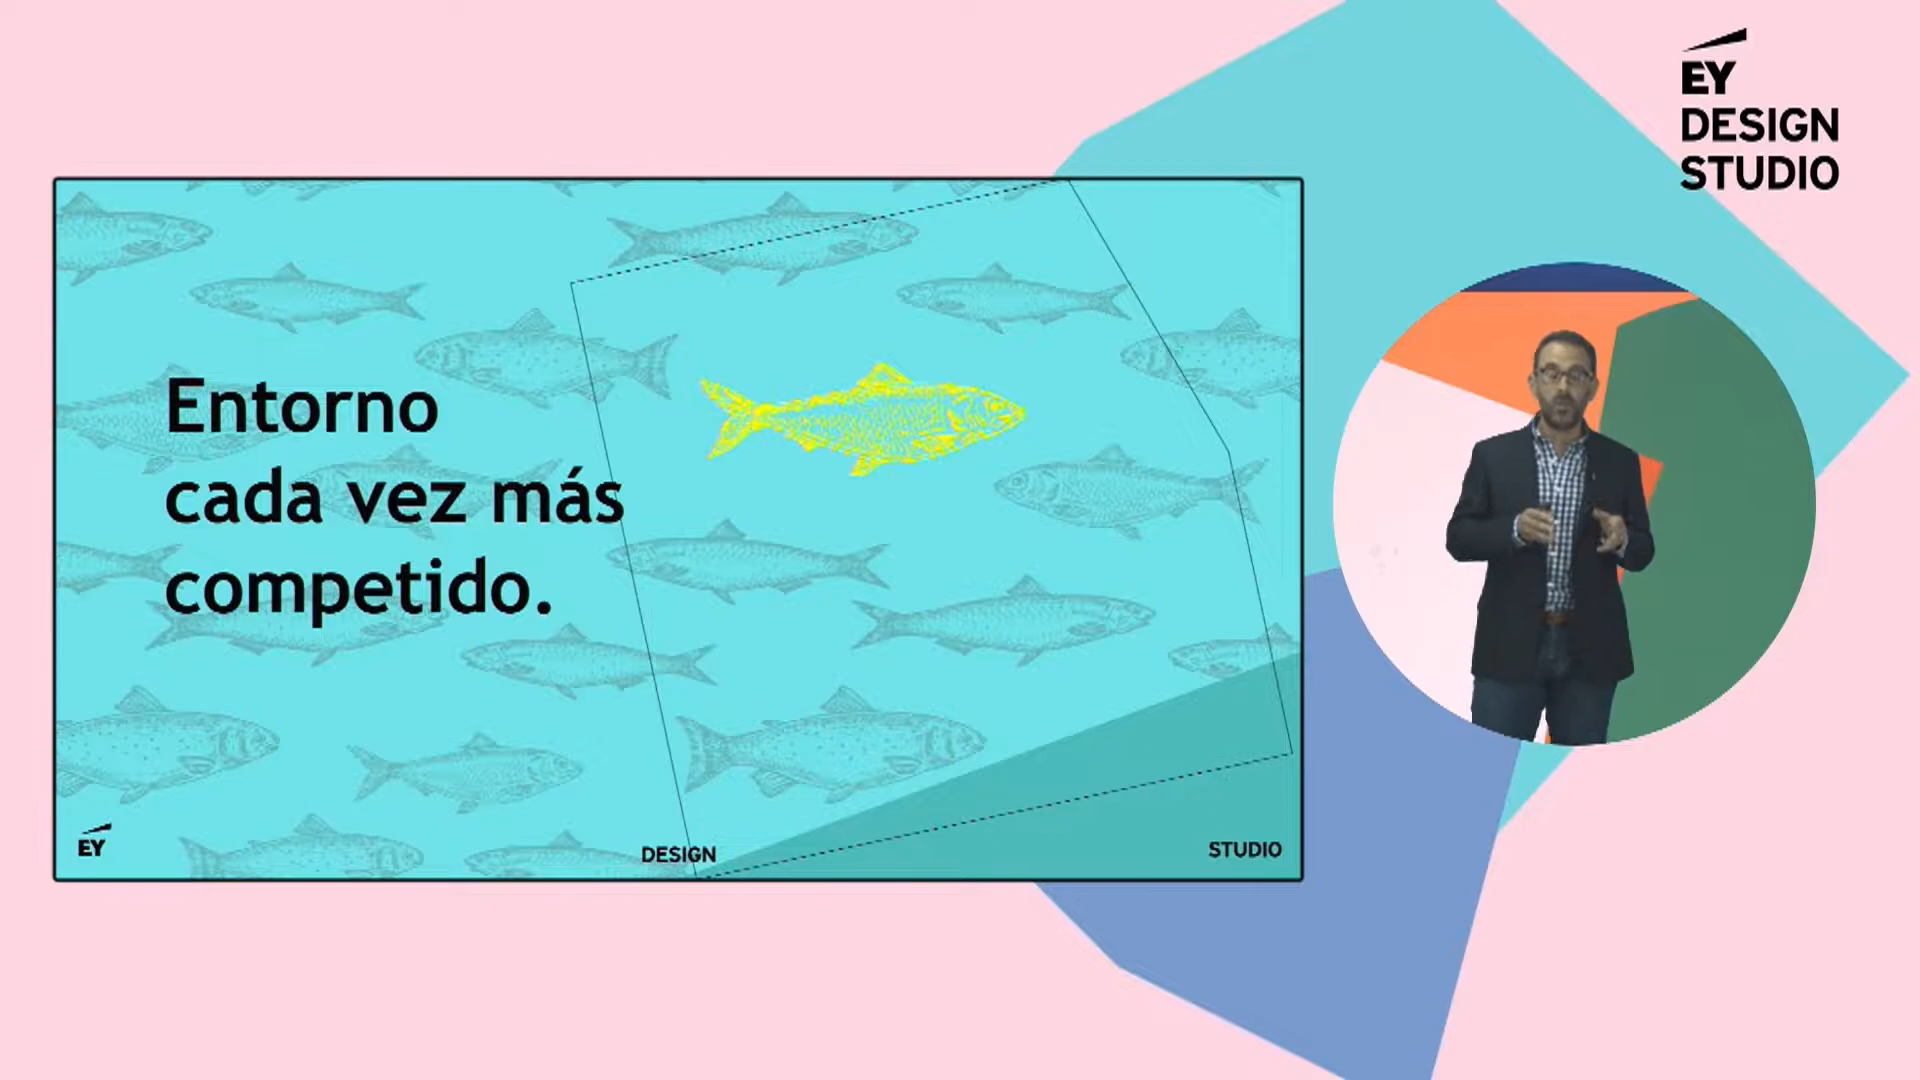 EY
DESIGN
STUDIO
Entorno
cada vez más
competido.
EY
DESIGN
STUDIO